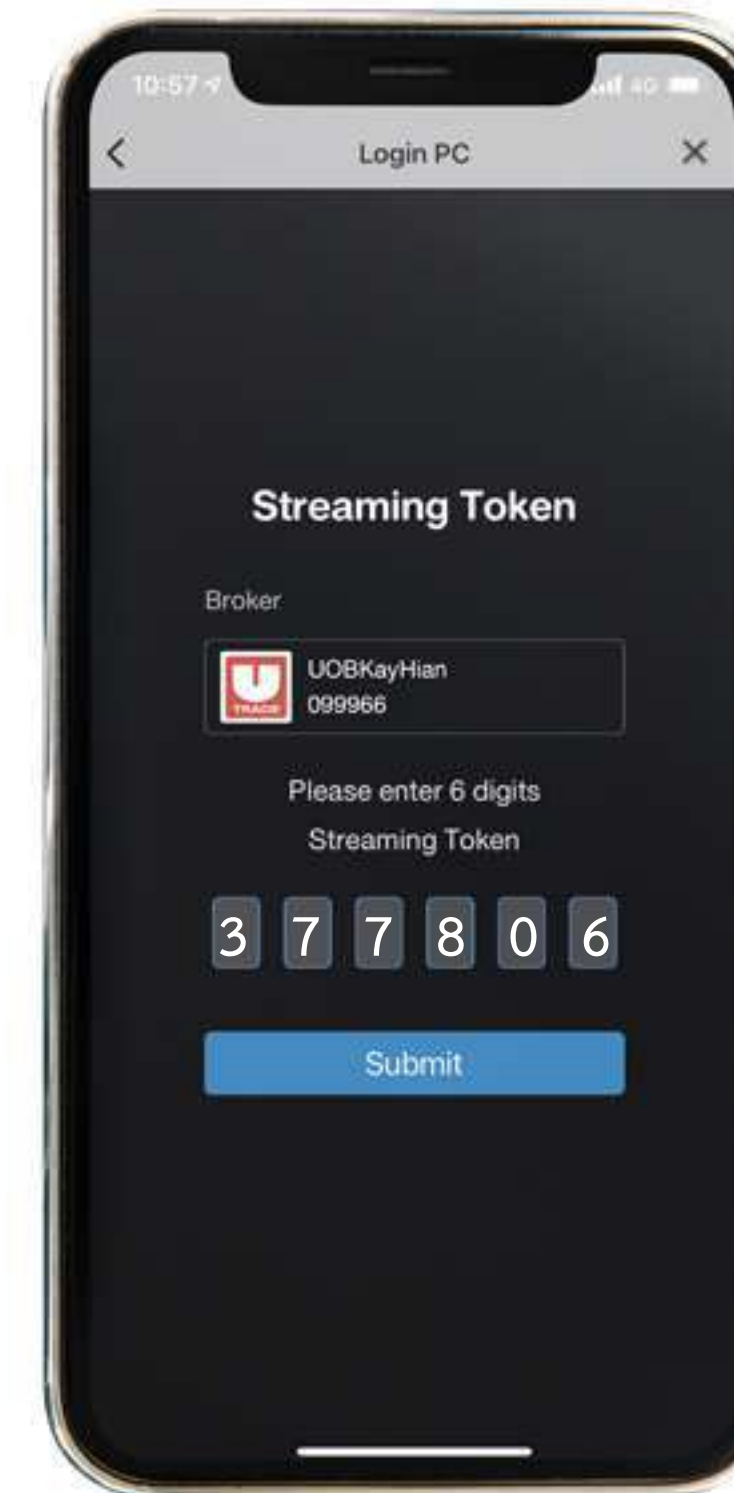 10:57
4G
Login PC
Streaming Token
Broker
U
TRADE
UOBKayHian
099966
Please enter 6 digits
Streaming Token
3 7 7 8 0 6
Submit